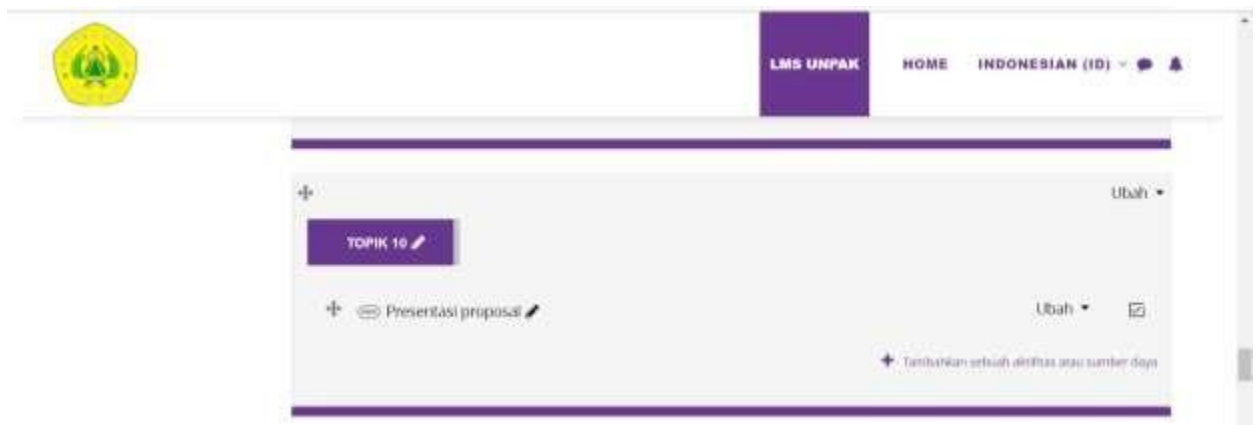 LMS UNPAK HOME INDONESIAN (ID)
Ubah
TOPIK 10
Presentasi proposal Ubah
Tambahkan sebuah aktifitas atau sumber daya